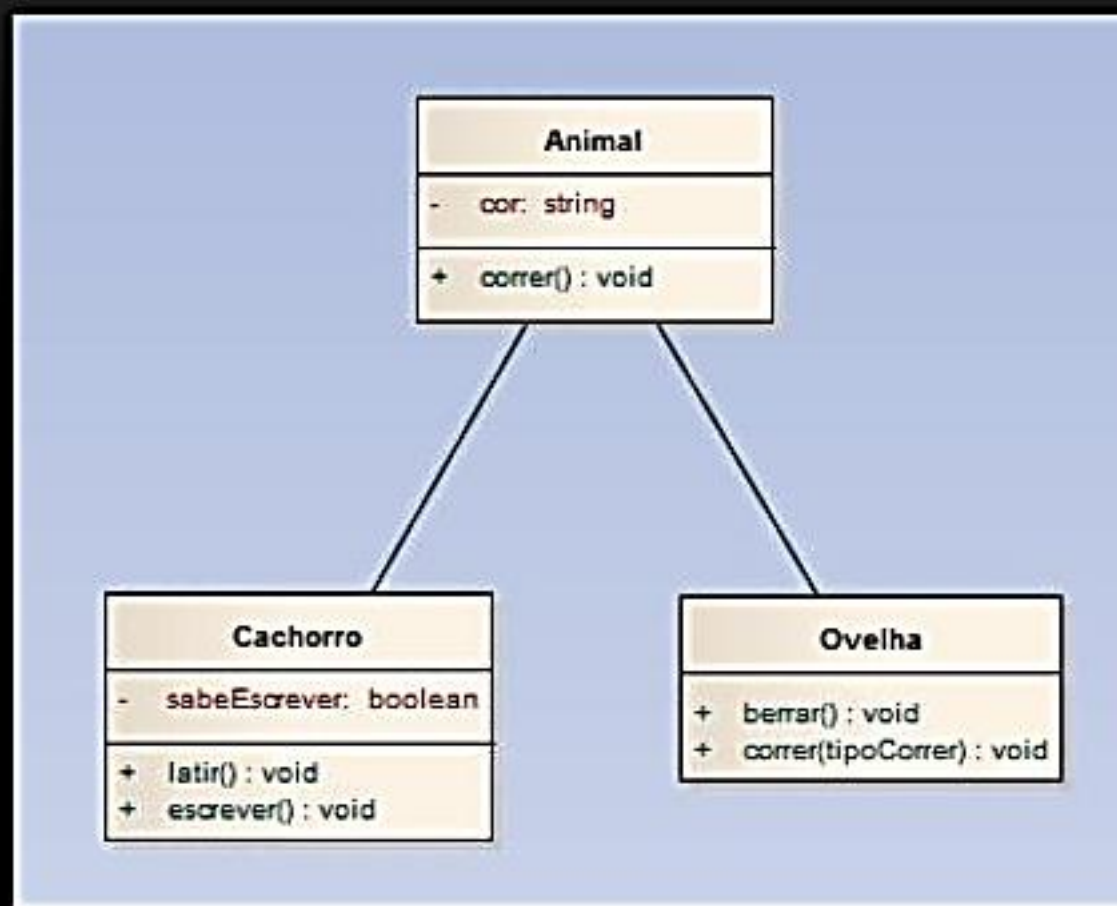 Animal
- cor: string
+ correr() : void
Cachorro
- sabeEscrever: boolean
+ latir() : void
+ escrever() : void
Ovelha
+ berrar() : void
+ correr(tipoCorrer) : void